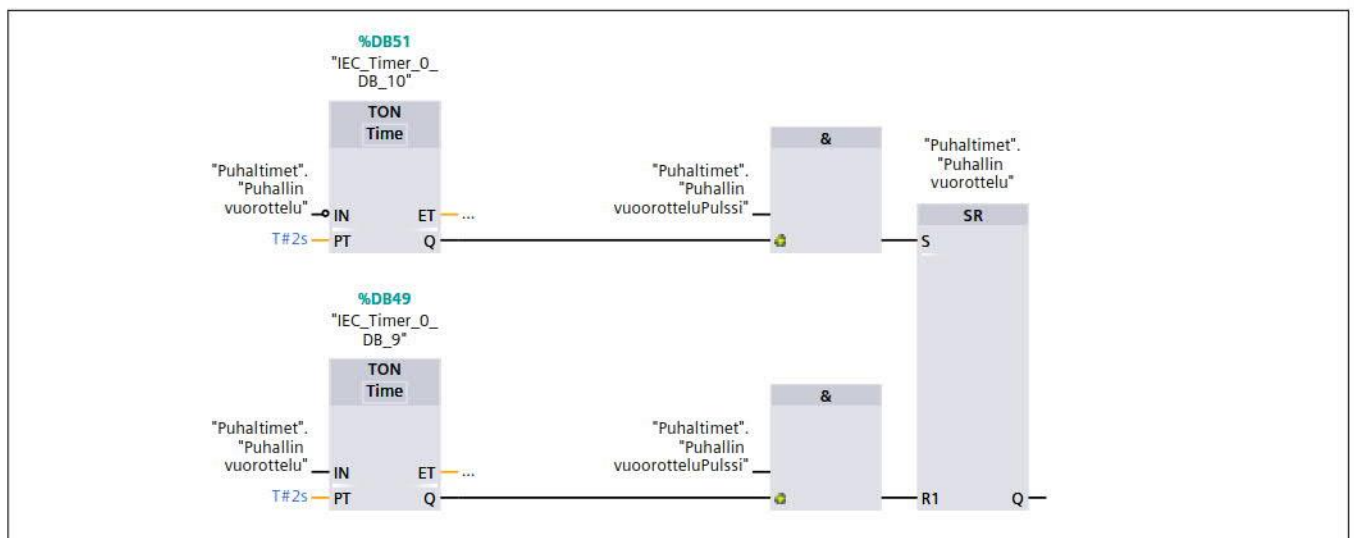 %DB51
"IEC_Timer_0_
DB_10"
TON
Time
"Puhaltimet".
"Puhallin
vuorottelu"
IN
ET
...
T#2s
PT
Q
"Puhaltimet".
"Puhallin
vuoorotteluPulssi"
&
"Puhaltimet".
"Puhallin
vuorottelu"
SR
S
%DB49
"IEC_Timer_0_
DB_9"
TON
Time
"Puhaltimet".
"Puhallin
vuorottelu"
IN
ET
...
T#2s
PT
Q
"Puhaltimet".
"Puhallin
vuoorotteluPulssi"
&
R1
Q